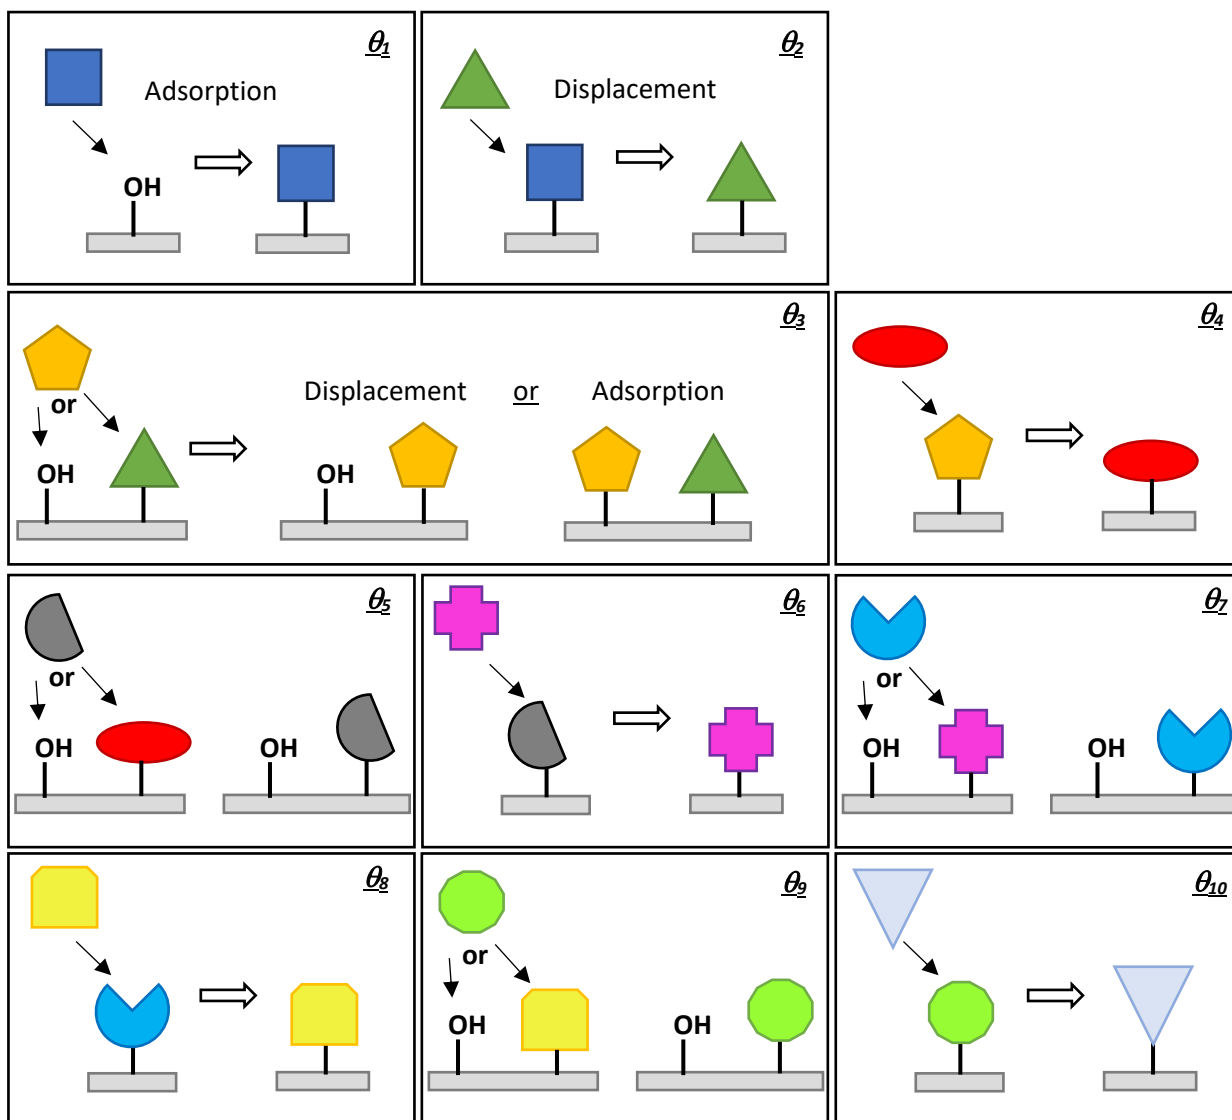 θ1
Adsorption
OH
θ2
Displacement
θ3
or
Displacement or Adsorption
OH
OH
θ4
θ5
or
OH
OH
θ6
θ7
or
OH
OH
θ8
θ9
or
OH
OH
θ10